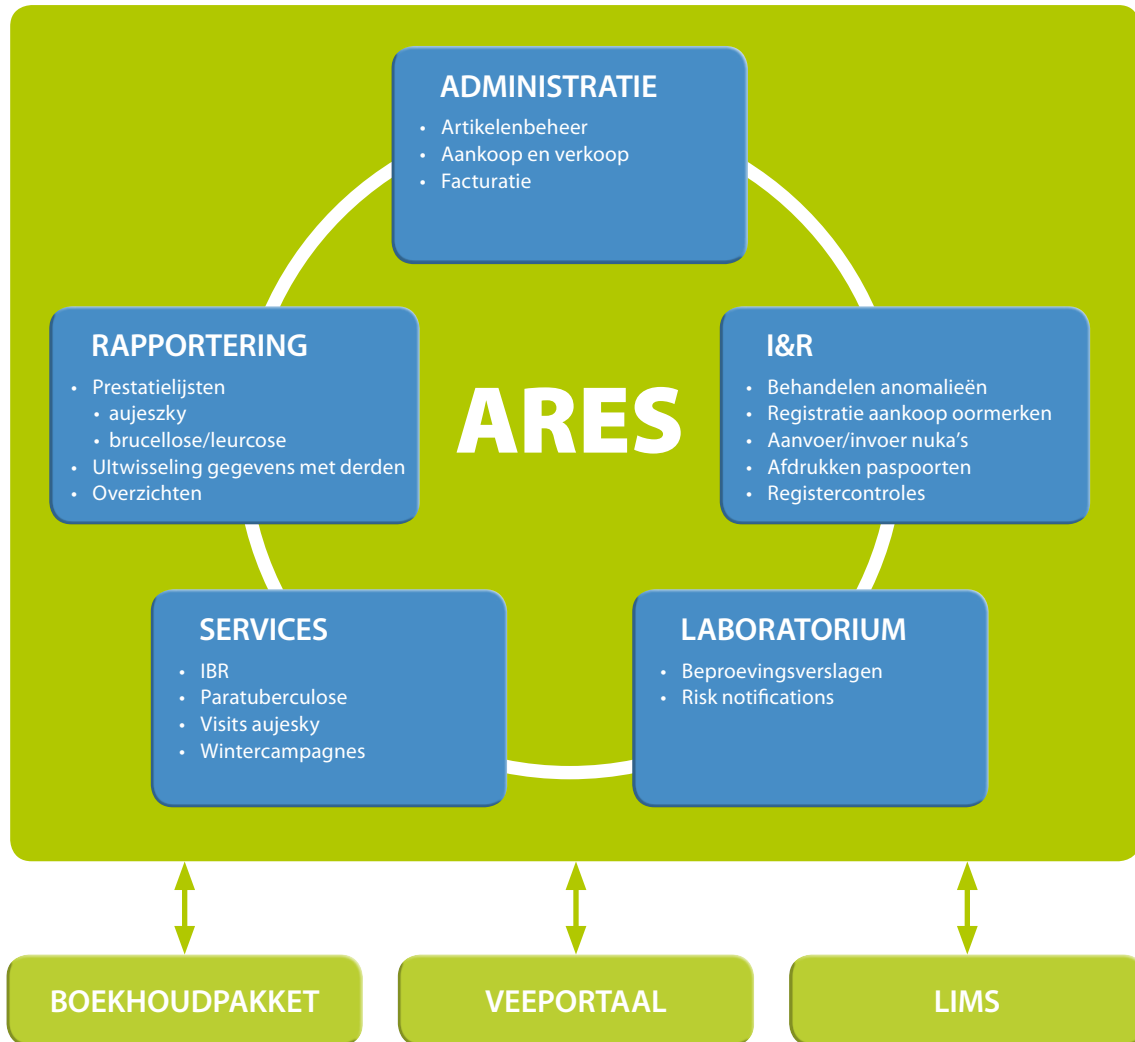 ADMINISTRATIE
• Artikelenbeheer
• Aankoop en verkoop
• Facturatie
RAPPORTERING
• Prestatielijsten
• aujeszky
• brucellose/leurcose
• UItwisseling gegevens met derden
• Overzichten
ARES
I&R
• Behandelen anomalieën
• Registratie aankoop oormerken
• Aanvoer/invoer nuka's
• Afdrukken paspoorten
• Registercontroles
SERVICES
• IBR
• Paratuberculose
• Visits aujesky
• Wintercampagnes
LABORATORIUM
• Beproevingsverslagen
• Risk notifications
BOEKHOUDPAKKET
VEEPORTAAL
LIMS